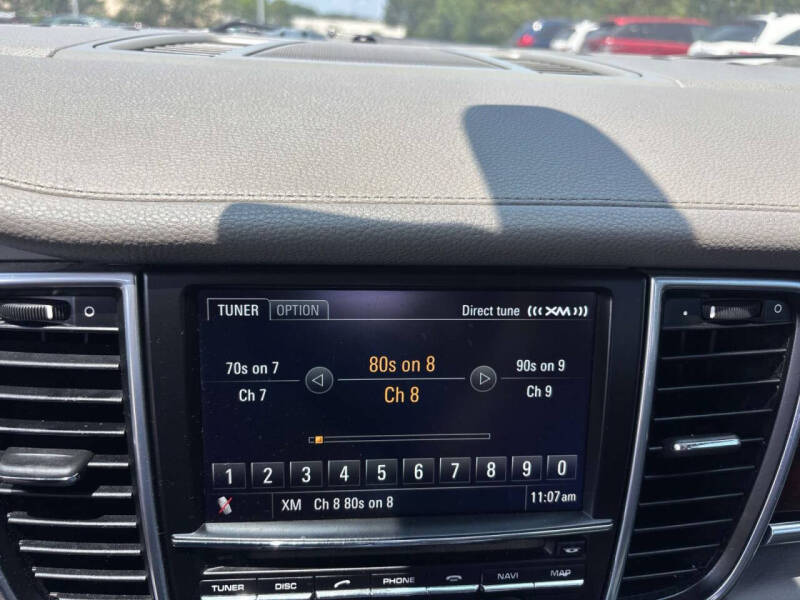 TUNER OPTION Direct tune (((XM)))
70s on 7 80s on 8 90s on 9
Ch 7 Ch 8 Ch 9
1 2 3 4 5 6 7 8 9 0
XM Ch 8 80s on 8 11:07 am
TUNER DISC PHONE NAVI MAP